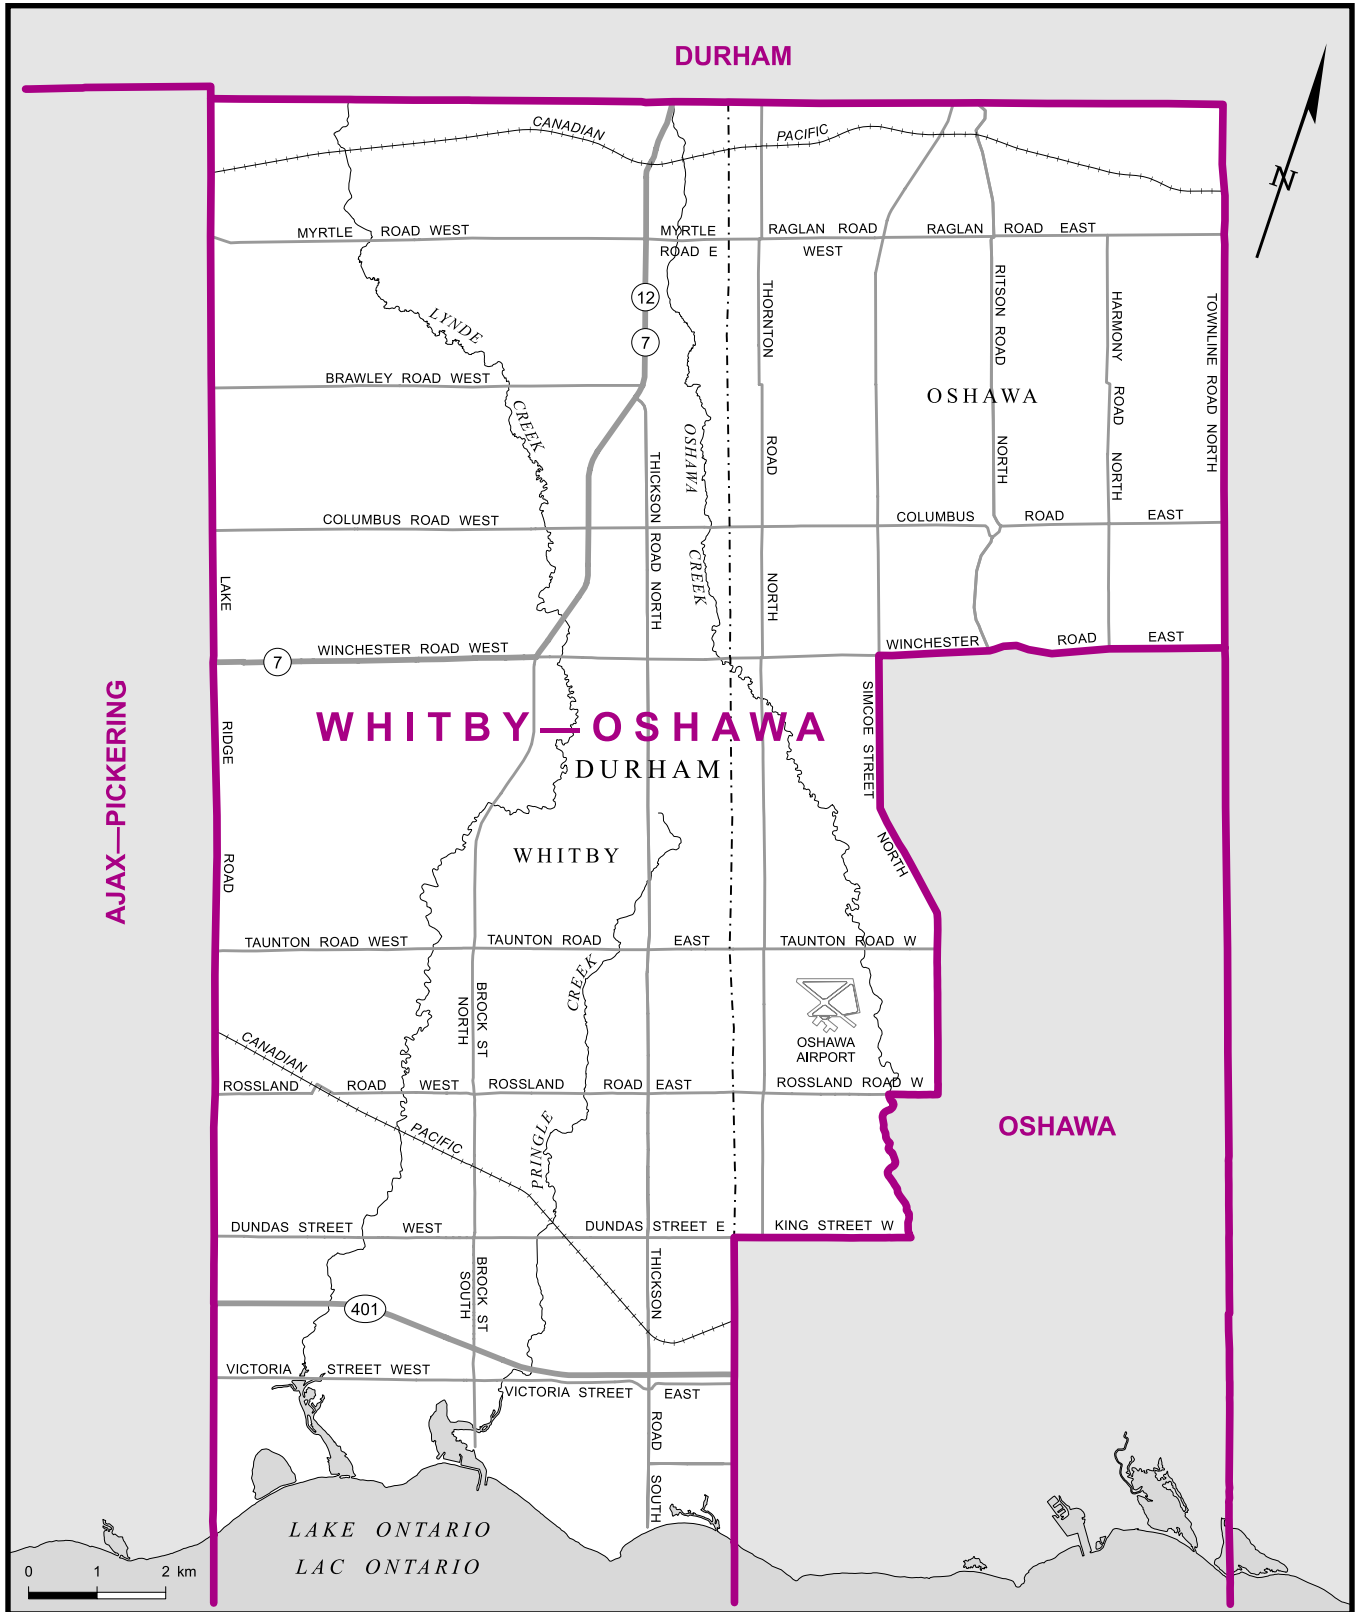 DURHAM
CANADIAN
PACIFIC
N
MYRTLE ROAD WEST
MYRTLE
ROAD E
RAGLAN ROAD
WEST
RAGLAN ROAD EAST
LYNDE
CREEK
12
7
THORNTON
ROAD
NORTH
RITSON ROAD
NORTH
HARMONY ROAD NORTH
TOWNLINE ROAD NORTH
BRAWLEY ROAD WEST
OSHAWA
OSHAWA
CREEK
THICKSON ROAD NORTH
COLUMBUS ROAD WEST
COLUMBUS ROAD EAST
LAKE
RIDGE
ROAD
WINCHESTER ROAD WEST
7
WINCHESTER ROAD EAST
SIMCOE STREET
NORTH
AJAX—PICKERING
WHITBY—OSHAWA
DURHAM
WHITBY
TAUNTON ROAD WEST
TAUNTON ROAD EAST
TAUNTON ROAD W
CREEK
PRINGLE
BROCK ST
NORTH
OSHAWA
AIRPORT
CANADIAN
PACIFIC
ROSSLAND ROAD WEST
ROSSLAND ROAD EAST
ROSSLAND ROAD W
OSHAWA
DUNDAS STREET WEST
DUNDAS STREET E
KING STREET W
BROCK ST
SOUTH
THICKSON
ROAD
SOUTH
401
VICTORIA STREET WEST
VICTORIA STREET EAST
LAKE ONTARIO
LAC ONTARIO
0 1 2 km